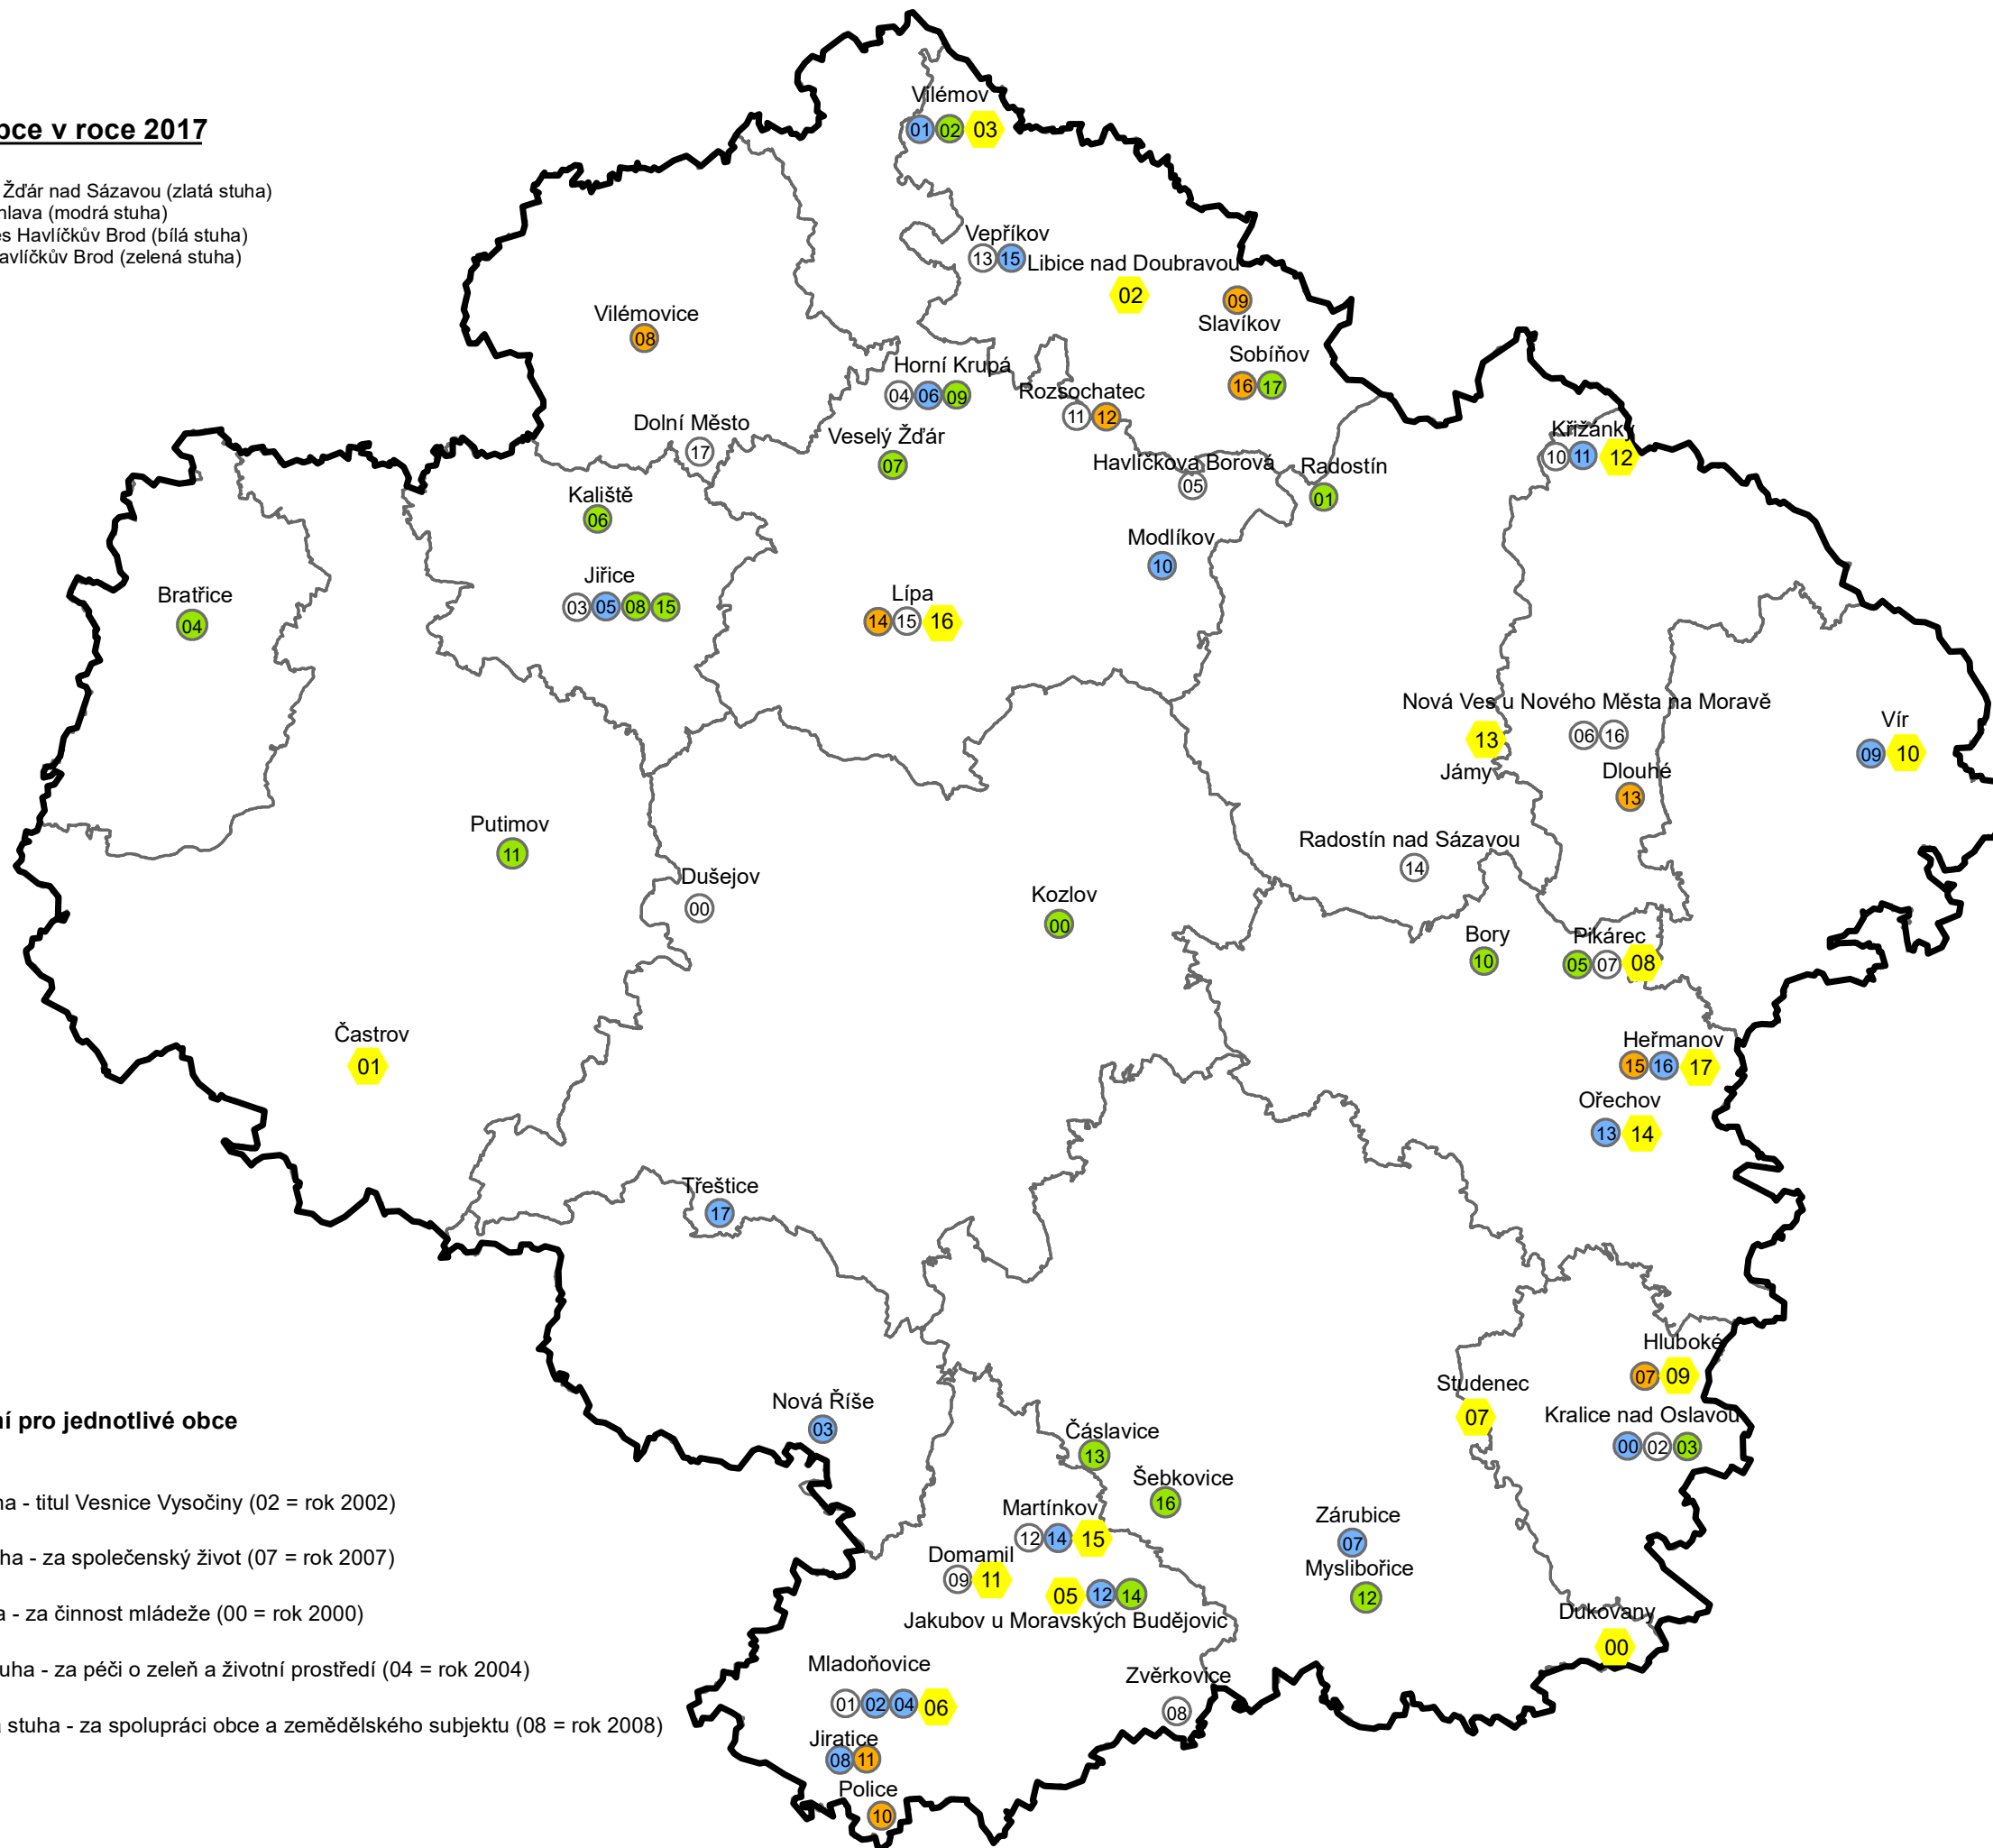 bce v roce 2017
Žďár nad Sázavou (zlatá stuha)
hlava (modrá stuha)
es Havlíčkův Brod (bílá stuha)
avlíčkův Brod (zelená stuha)
Vilémov
01 02 03
Vepříkov
13 15
Libice nad Doubravou
02
09
Slavíkov
Vilémovice
08
Sobíňov
16 17
Horní Krupá
04 06 09
Rozsochatec
11 12
Dolní Město
17
Veselý Žďár
07
Křižánky
10 11 12
Havlíčkova Borová
05
Radostín
01
Kaliště
06
Modlíkov
10
Jiřice
03 05 08 15
Bratřice
04
Lípa
14 15 16
Nová Ves u Nového Města na Moravě
06 16
13
Jámy
Vír
09 10
Dlouhé
13
Putimov
11
Radostín nad Sázavou
14
Dušejov
00
Kozlov
00
Bory
10
Pikárec
05 07 08
Častrov
01
Heřmanov
15 16 17
Ořechov
13 14
Třeštice
17
Hluboké
07 09
Studenec
07
Kralice nad Oslavou
00 02 03
Nová Říše
03
ní pro jednotlivé obce
Čáslavice
13
Šebkovice
16
ha - titul Vesnice Vysočiny (02 = rok 2002)
Martínkov
12 14 15
Zárubice
07
uha - za společenský život (07 = rok 2007)
Domamil
09 11
Myslibořice
12
05 12 14
Jakubov u Moravských Budějovic
a - za činnost mládeže (00 = rok 2000)
Dukovany
00
tuha - za péči o zeleň a životní prostředí (04 = rok 2004)
Mladoňovice
01 02 04 06
Zvěrkovice
08
á stuha - za spolupráci obce a zemědělského subjektu (08 = rok 2008)
Jiratice
08 11
Police
10